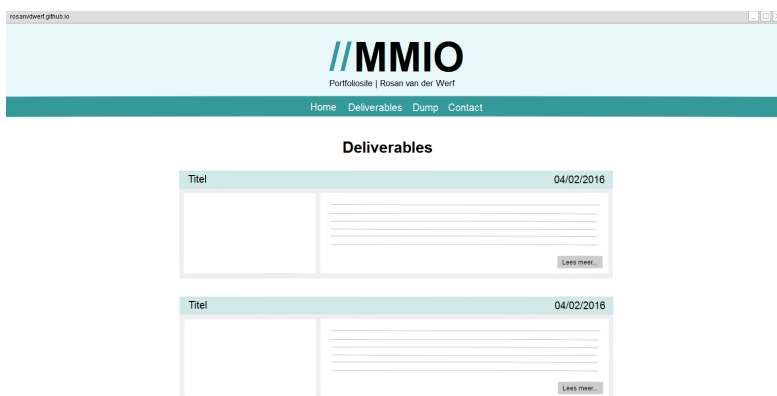 rosanvdwerf.github.io
//MMIO
Portfoliosite | Rosan van der Werf
Home Deliverables Dump Contact
Deliverables
Titel 04/02/2016
Lees meer...
Titel 04/02/2016
Lees meer...